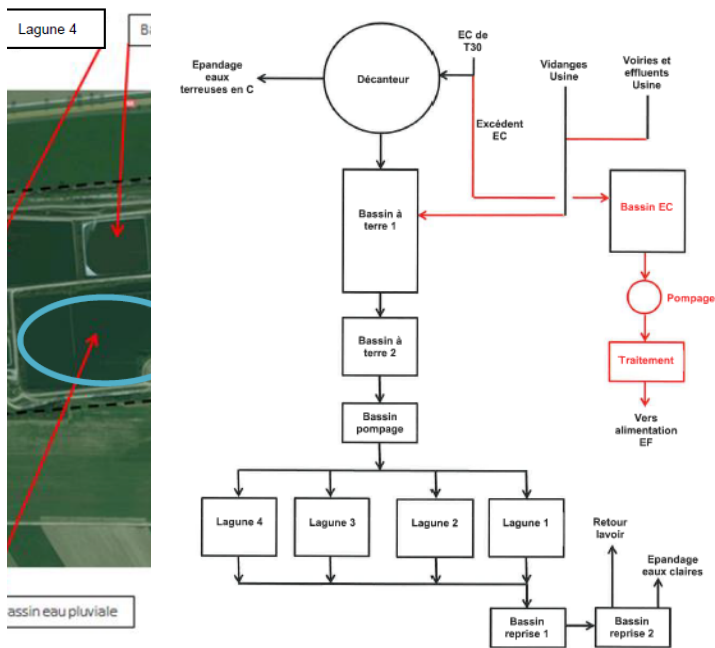 Lagune 4
assin eau pluviale
EC de
T30
Vidanges
Usine
Voiries et
effluents
Usine
Epandage
eaux
terreuses en C
Décanteur
Excédent
EC
Bassin à
terre 1
Bassin EC
Pompage
Bassin à
terre 2
Traitement
Bassin
pompage
Vers
alimentation
EF
Lagune 4
Lagune 3
Lagune 2
Lagune 1
Retour
lavoir
Epandage
eaux claires
Bassin
reprise 1
Bassin
reprise 2